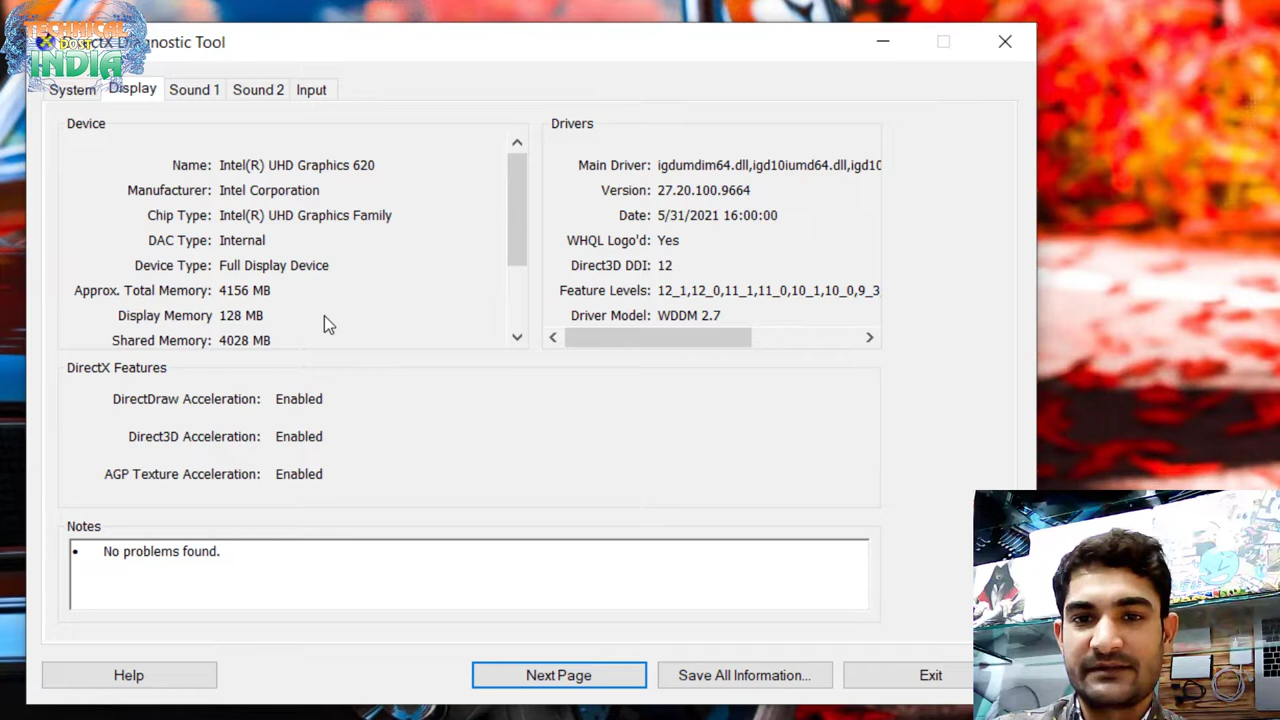 TECHNICAL
DOST
INDIA
DirectX Diagnostic Tool
System
Display
Sound 1
Sound 2
Input
Device
Name: Intel(R) UHD Graphics 620
Manufacturer: Intel Corporation
Chip Type: Intel(R) UHD Graphics Family
DAC Type: Internal
Device Type: Full Display Device
Approx. Total Memory: 4156 MB
Display Memory 128 MB
Shared Memory: 4028 MB
Drivers
Main Driver: igdumdim64.dll,igd10iumd64.dll,igd10
Version: 27.20.100.9664
Date: 5/31/2021 16:00:00
WHQL Logo'd: Yes
Direct3D DDI: 12
Feature Levels: 12_1,12_0,11_1,11_0,10_1,10_0,9_3
Driver Model: WDDM 2.7
DirectX Features
DirectDraw Acceleration: Enabled
Direct3D Acceleration: Enabled
AGP Texture Acceleration: Enabled
Notes
• No problems found.
Help
Next Page
Save All Information...
Exit